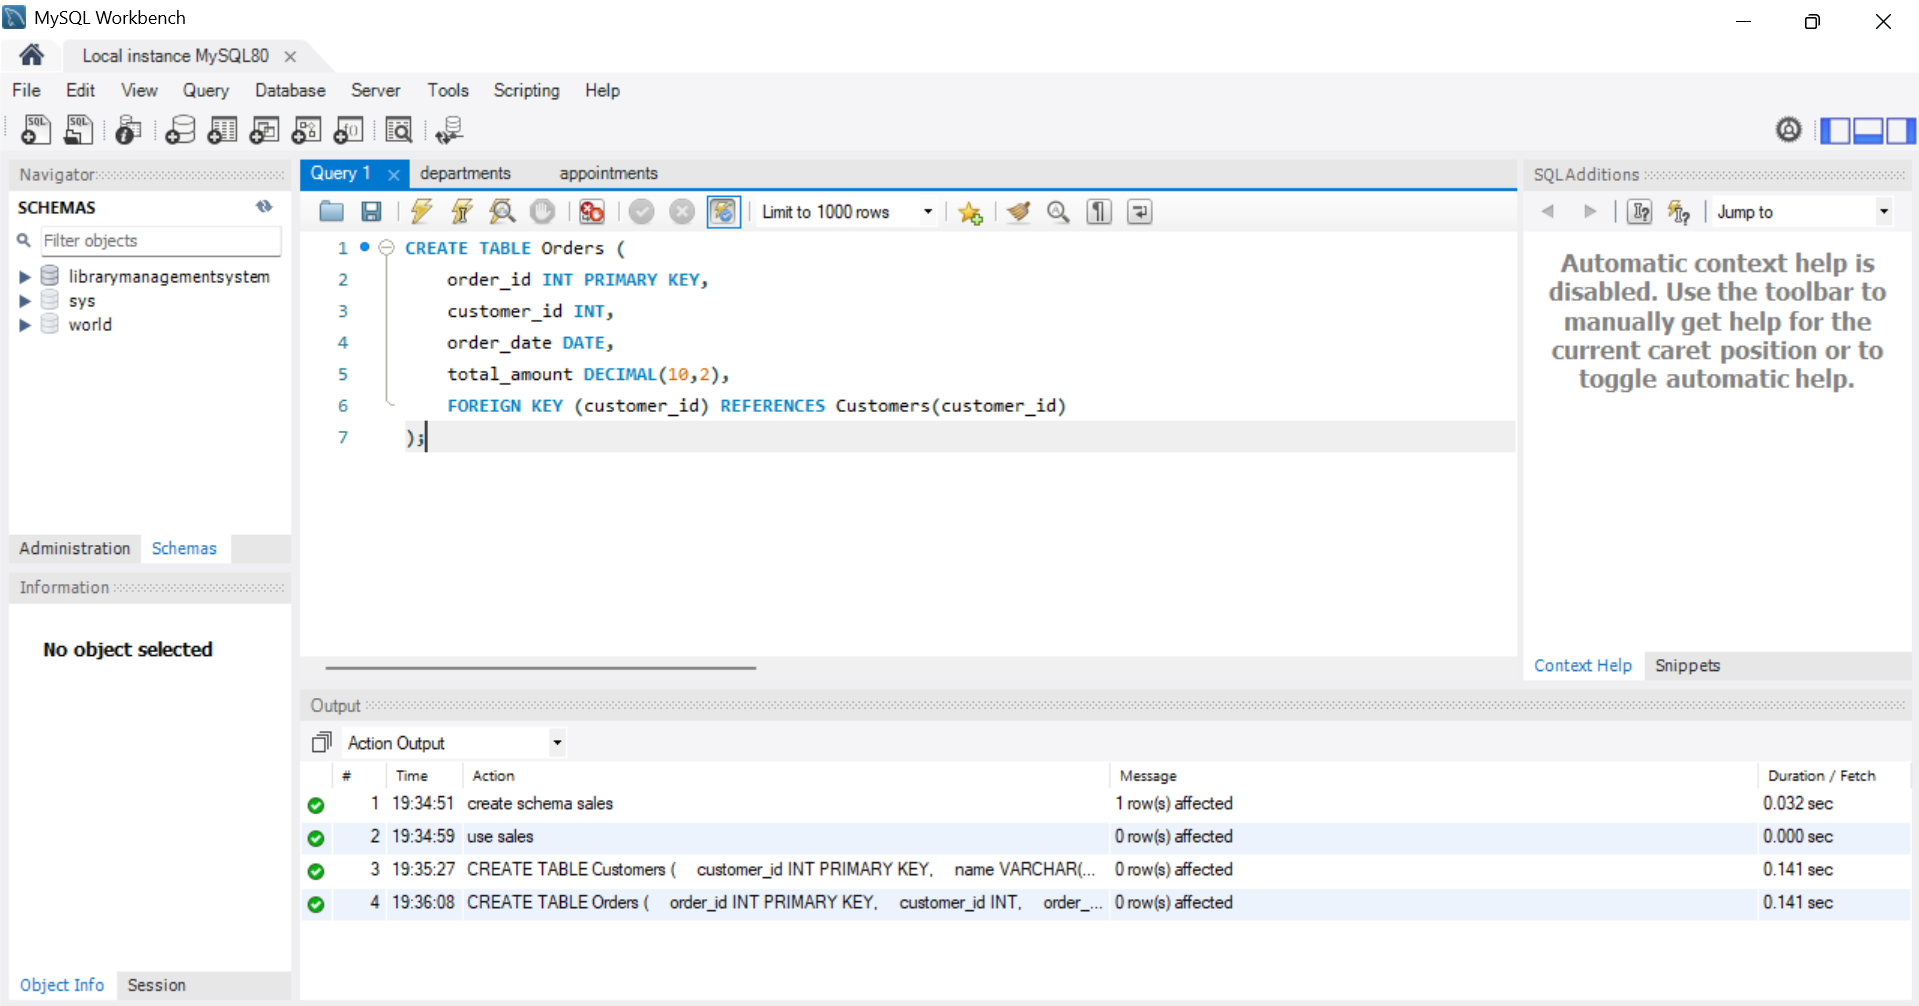 MySQL Workbench
Local instance MySQL80
File Edit View Query Database Server Tools Scripting Help
Navigator
SCHEMAS
Filter objects
librarymanagementsystem
sys
world
Administration Schemas
Information
No object selected
Object Info Session
Query 1 departments appointments
Limit to 1000 rows
1 CREATE TABLE Orders (
2 order_id INT PRIMARY KEY,
3 customer_id INT,
4 order_date DATE,
5 total_amount DECIMAL(10,2),
6 FOREIGN KEY (customer_id) REFERENCES Customers(customer_id)
7 );
SQLAdditions
Jump to
Automatic context help is
disabled. Use the toolbar to
manually get help for the
current caret position or to
toggle automatic help.
Context Help Snippets
Output
Action Output
# Time Action Message Duration / Fetch
1 19:34:51 create schema sales 1 row(s) affected 0.032 sec
2 19:34:59 use sales 0 row(s) affected 0.000 sec
3 19:35:27 CREATE TABLE Customers ( customer_id INT PRIMARY KEY, name VARCHAR(... 0 row(s) affected 0.141 sec
4 19:36:08 CREATE TABLE Orders ( order_id INT PRIMARY KEY, customer_id INT, order_... 0 row(s) affected 0.141 sec